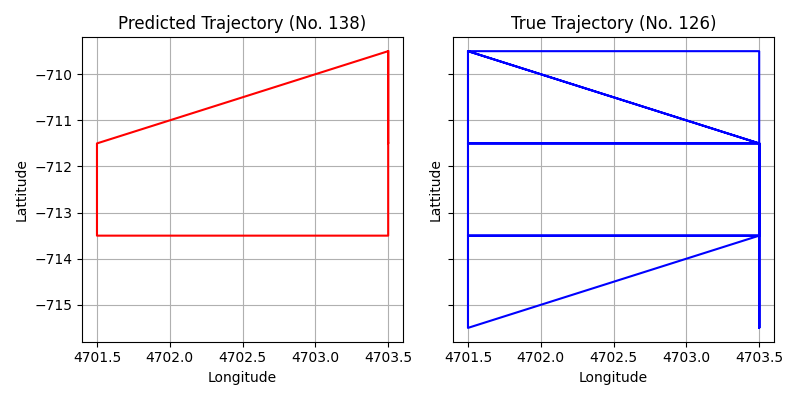 Predicted Trajectory (No. 138)
True Trajectory (No. 126)
Lattitude
−710
−711
−712
−713
−714
−715
4701.5 4702.0 4702.5 4703.0 4703.5
Longitude
Lattitude
4701.5 4702.0 4702.5 4703.0 4703.5
Longitude